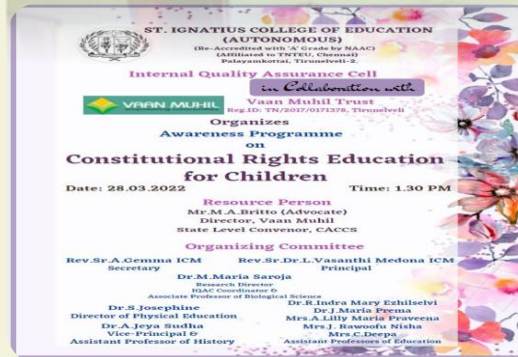 ST. IGNATIUS COLLEGE OF EDUCATION
(AUTONOMOUS)
(Re-Accredited with 'A' Grade by NAAC)
(Affiliated to TNTEU, Chennai)
Palayamkottai, Tirunelveli-2.
Internal Quality Assurance Cell
in Collaboration with
VAAN MUHIL
Vaan Muhil Trust
Reg.ID: TN/2017/0171378, Tirunelveli
Organizes
Awareness Programme
on
Constitutional Rights Education
for Children
Date: 28.03.2022 Time: 1.30 PM
Resource Person
Mr.M.A.Britto (Advocate)
Director, Vaan Muhil
State Level Convenor, CACCS
Organizing Committee
Rev.Sr.A.Gemma ICM Rev.Sr.Dr.L.Vasanthi Medona ICM
Secretary Principal
Dr.M.Maria Saroja
Research Director
IQAC Coordinator &
Associate Professor of Biological Science
Dr.S.Josephine
Director of Physical Education
Dr.A.Jeya Sudha
Vice-Principal &
Assistant Professor of History
Dr.R.Indra Mary Ezhilselvi
Dr.J.Maria Prema
Mrs.A.Lilly Maria Praveena
Mrs.J. Rawoofu Nisha
Mrs.C.Deepa
Assistant Professors of Education